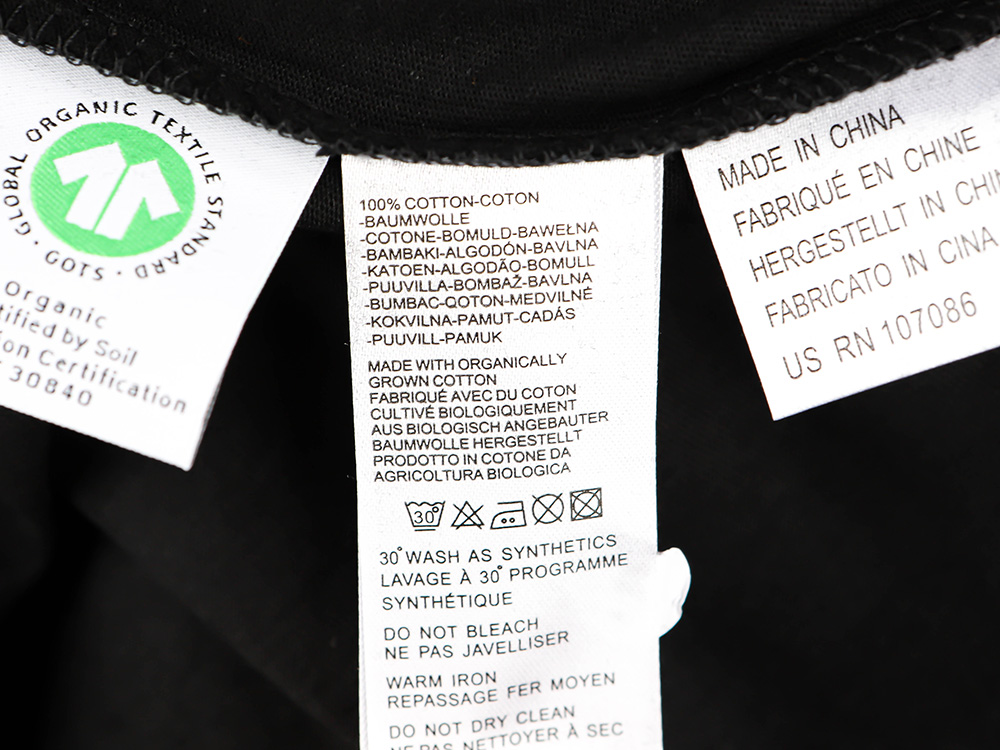 GLOBAL ORGANIC TEXTILE STANDARD · GOTS ·
Organic
by Soil
Certification
30840
100% COTTON-COTON
-BAUMWOLLE
-COTONE-BOMULD-BAWEŁNA
-BAMBAKI-ALGODÓN-BAVLNA
-KATOEN-ALGODÃO-BOMULL
-PUUVILLA-BOMBAŽ-BAVLNA
-BUMBAC-QOTON-MEDVILNĖ
-KOKVILNA-PAMUT-CADÁS
-PUUVILL-PAMUK
MADE WITH ORGANICALLY
GROWN COTTON
FABRIQUÉ AVEC DU COTON
CULTIVÉ BIOLOGIQUEMENT
AUS BIOLOGISCH ANGEBAUTER
BAUMWOLLE HERGESTELLT
PRODOTTO IN COTONE DA
AGRICOLTURA BIOLOGICA
30°
30° WASH AS SYNTHETICS
LAVAGE À 30° PROGRAMME
SYNTHÉTIQUE
DO NOT BLEACH
NE PAS JAVELLISER
WARM IRON
REPASSAGE FER MOYEN
DO NOT DRY CLEAN
NE PAS NETTOYER À SEC
MADE IN CHINA
FABRIQUÉ EN CHINE
HERGESTELLT IN CHI
FABRICATO IN CINA
US RN 107086